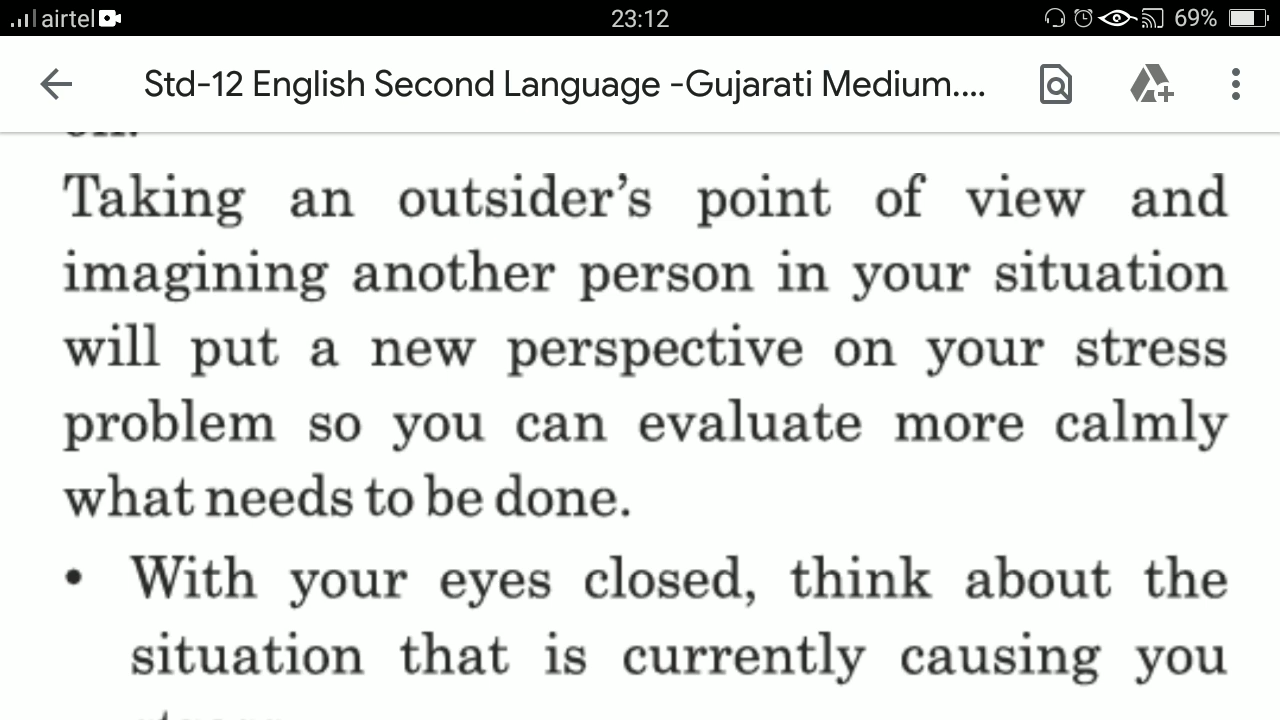 airtel 23:12 69%
Std-12 English Second Language -Gujarati Medium....
Taking an outsider's point of view and
imagining another person in your situation
will put a new perspective on your stress
problem so you can evaluate more calmly
what needs to be done.
• With your eyes closed, think about the
situation that is currently causing you